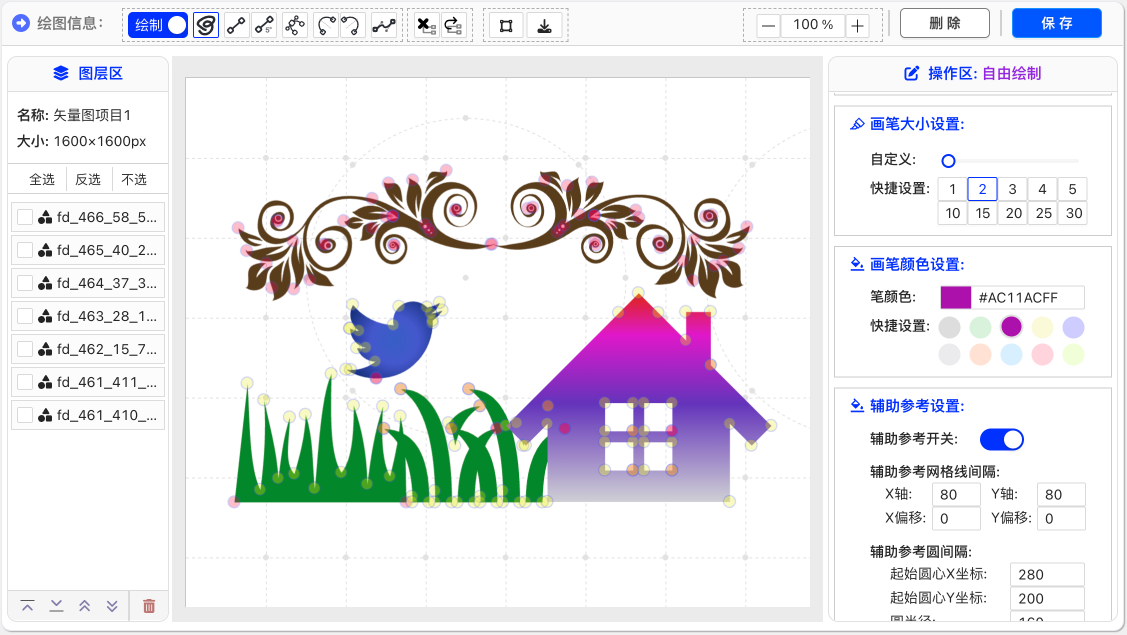 绘图信息:
绘制
5°
100 %
删 除
保 存
图层区
名称: 矢量图项目1
大小: 1600×1600px
全选 反选 不选
fd_466_58_5...
fd_465_40_2...
fd_464_37_3...
fd_463_28_1...
fd_462_15_7...
fd_461_411_...
fd_461_410_...
操作区: 自由绘制
画笔大小设置:
自定义:
快捷设置: 1 2 3 4 5
10 15 20 25 30
画笔颜色设置:
笔颜色: #AC11ACFF
快捷设置:
辅助参考设置:
辅助参考开关:
辅助参考网格线间隔:
X轴: 80 Y轴: 80
X偏移: 0 Y偏移: 0
辅助参考圆间隔:
起始圆心X坐标: 280
起始圆心Y坐标: 200
圆半径: 160